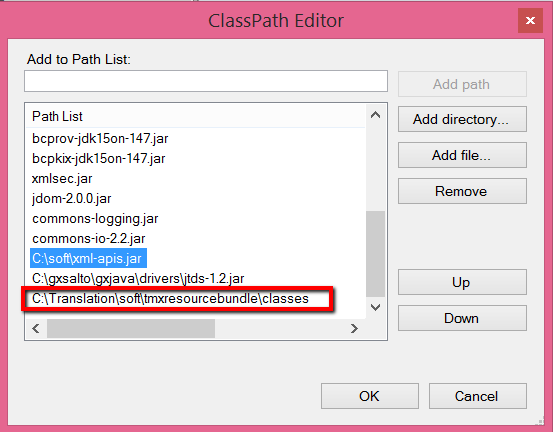 ClassPath Editor
Add to Path List:
Add path
Path List
Add directory...
bcprov-jdk15on-147.jar
bcpkix-jdk15on-147.jar
Add file...
xmlsec.jar
jdom-2.0.0.jar
Remove
commons-logging.jar
commons-io-2.2.jar
C:\soft\xml-apis.jar
C:\gxsalto\gxjava\drivers\jtds-1.2.jar
Up
C:\Translation\soft\tmxresourcebundle\classes
Down
OK
Cancel